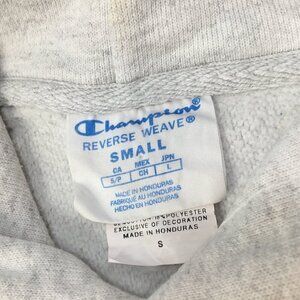 Champion®
REVERSE WEAVE®
SMALL
CA MEX JPN
S/P CH L
MADE IN HONDURAS
FABRIQUÉ AU HONDURAS
HECHO EN HONDURAS
POLYESTER
EXCLUSIVE OF DECORATION
MADE IN HONDURAS
S